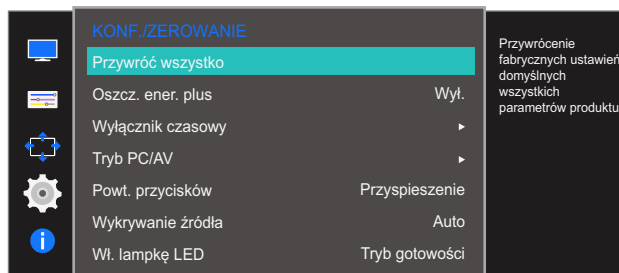 KONF./ZEROWANIE
Przywróć wszystko
Oszcz. ener. plus Wył.
Wyłącznik czasowy
Tryb PC/AV
Powt. przycisków Przyspieszenie
Wykrywanie źródła Auto
Wł. lampkę LED Tryb gotowości
Przywrócenie
fabrycznych ustawień
domyślnych
wszystkich
parametrów produktu